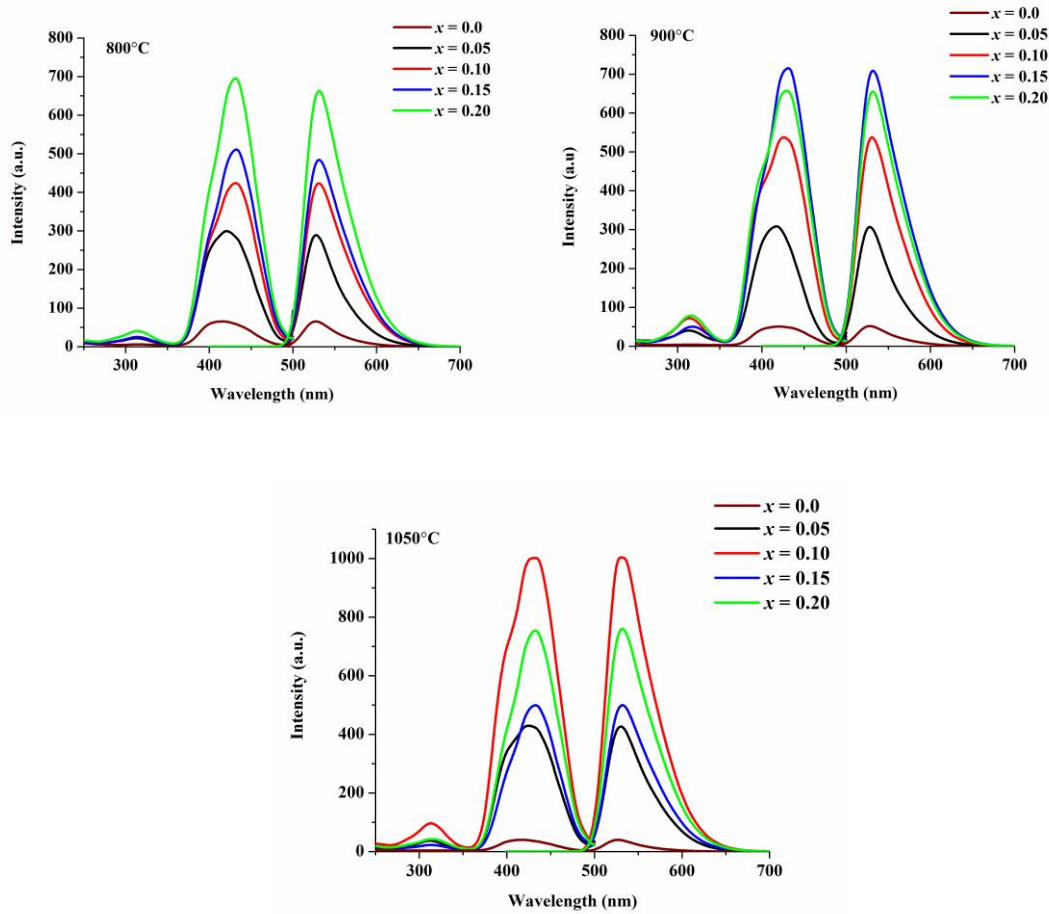 800°C
x = 0.0
x = 0.05
x = 0.10
x = 0.15
x = 0.20
800
700
600
500
400
300
200
100
0
Intensity (a.u.)
300 400 500 600 700
Wavelength (nm)
900°C
x = 0.0
x = 0.05
x = 0.10
x = 0.15
x = 0.20
800
700
600
500
400
300
200
100
0
Intensity (a.u)
300 400 500 600 700
Wavelength (nm)
1050°C
x = 0.0
x = 0.05
x = 0.10
x = 0.15
x = 0.20
1000
800
600
400
200
0
Intensity (a.u.)
300 400 500 600 700
Wavelength (nm)